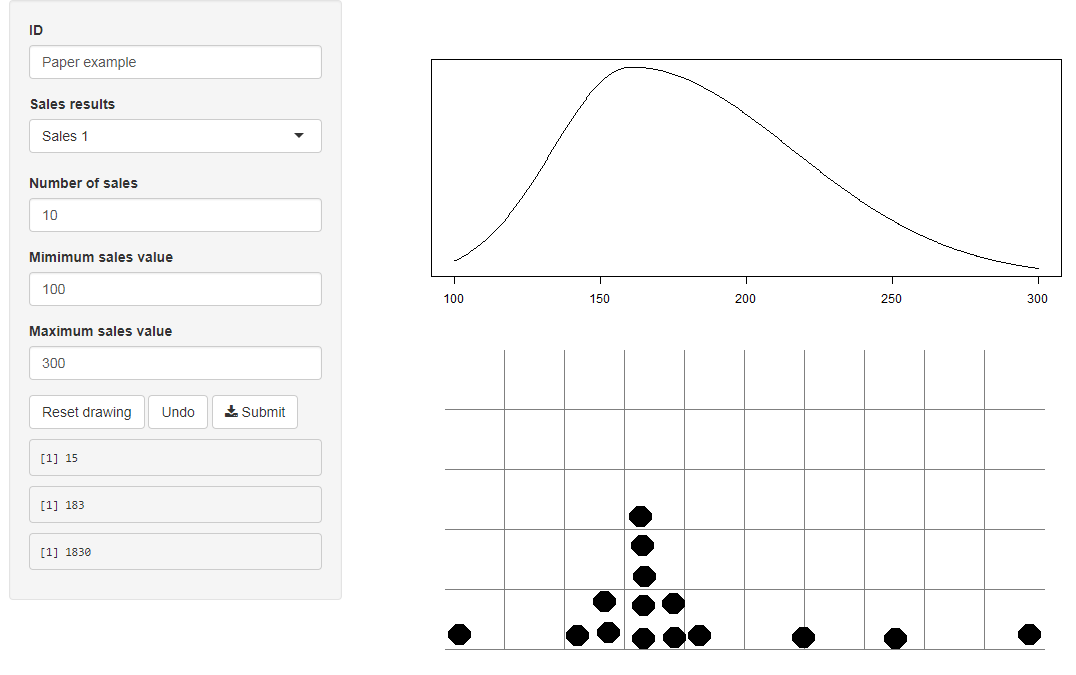 ID
Paper example
Sales results
Sales 1
Number of sales
10
Mimimum sales value
100
Maximum sales value
300
Reset drawing Undo Submit
[1] 15
[1] 183
[1] 1830
100 150 200 250 300